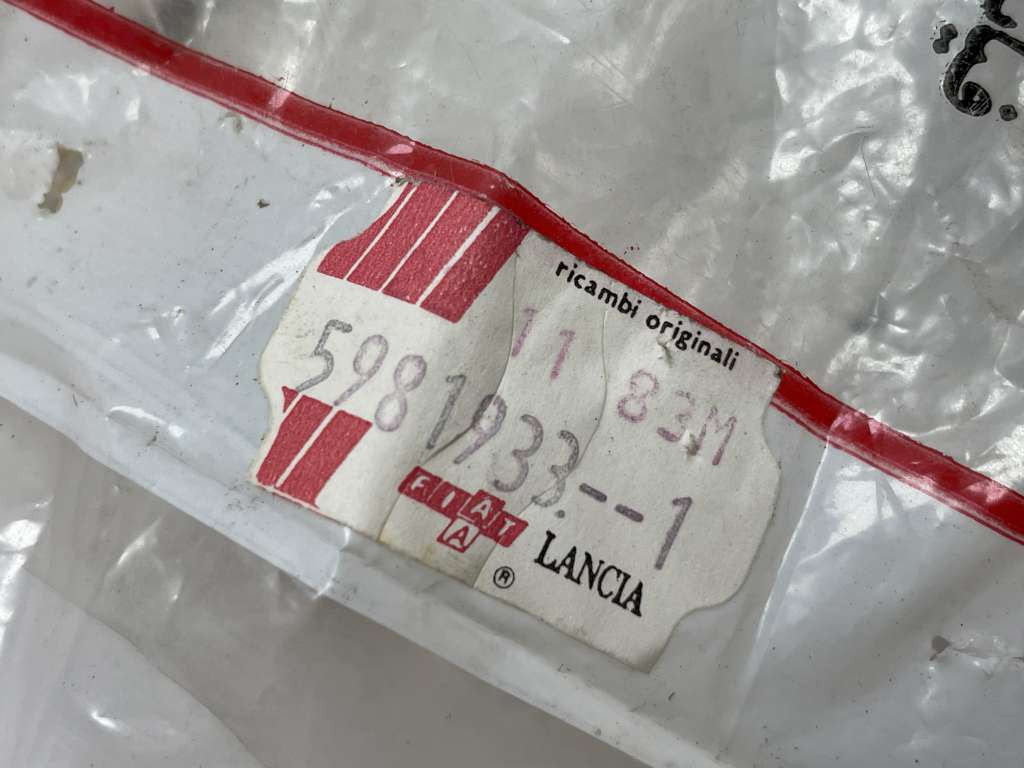 ricambi originali
11 83M
5981933--1
FIAT
A
® LANCIA